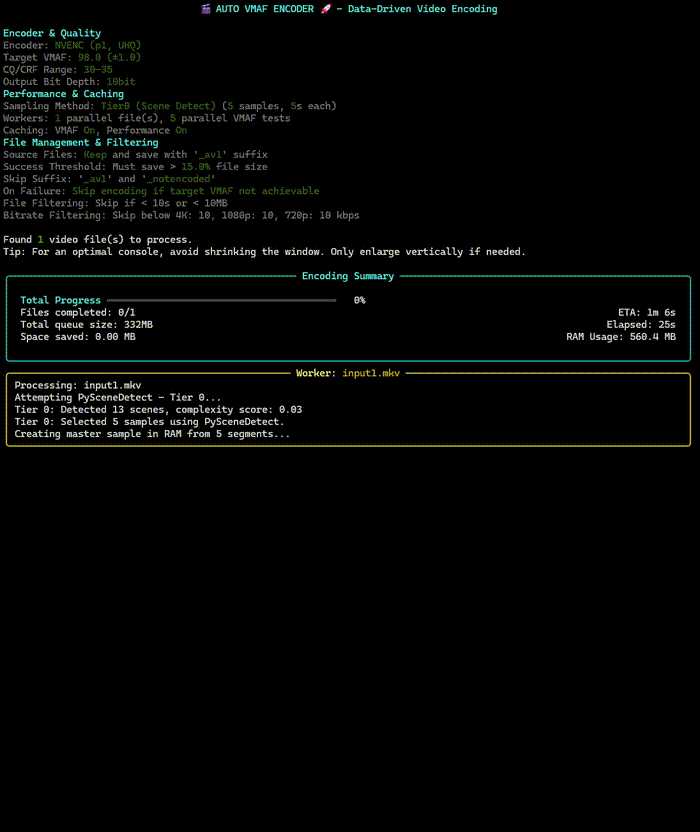 🎬 AUTO VMAF ENCODER 🚀 - Data-Driven Video Encoding
Encoder & Quality
Encoder: NVENC (p1, UHQ)
Target VMAF: 98.0 (±1.0)
CQ/CRF Range: 30-35
Output Bit Depth: 10bit
Performance & Caching
Sampling Method: Tier0 (Scene Detect) (5 samples, 5s each)
Workers: 1 parallel file(s), 5 parallel VMAF tests
Caching: VMAF On, Performance On
File Management & Filtering
Source Files: Keep and save with '_av1' suffix
Success Threshold: Must save > 15.0% file size
Skip Suffix: '_av1' and '_notencoded'
On Failure: Skip encoding if target VMAF not achievable
File Filtering: Skip if < 10s or < 10MB
Bitrate Filtering: Skip below 4K: 10, 1080p: 10, 720p: 10 kbps
Found 1 video file(s) to process.
Tip: For an optimal console, avoid shrinking the window. Only enlarge vertically if needed.
Encoding Summary
Total Progress 0%
Files completed: 0/1 ETA: 1m 6s
Total queue size: 332MB Elapsed: 25s
Space saved: 0.00 MB RAM Usage: 560.4 MB
Worker: input1.mkv
Processing: input1.mkv
Attempting PySceneDetect - Tier 0...
Tier 0: Detected 13 scenes, complexity score: 0.03
Tier 0: Selected 5 samples using PySceneDetect.
Creating master sample in RAM from 5 segments...